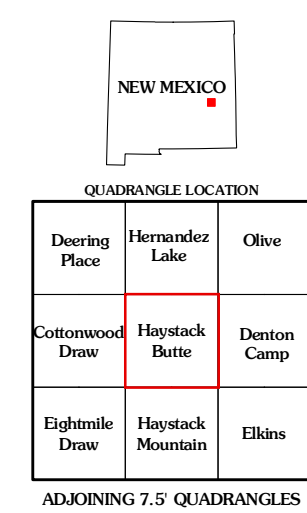 NEW MEXICO
QUADRANGLE LOCATION
Deering
Place
Hernandez
Lake
Olive
Cottonwood
Draw
Haystack
Butte
Denton
Camp
Eightmile
Draw
Haystack
Mountain
Elkins
ADJOINING 7.5' QUADRANGLES